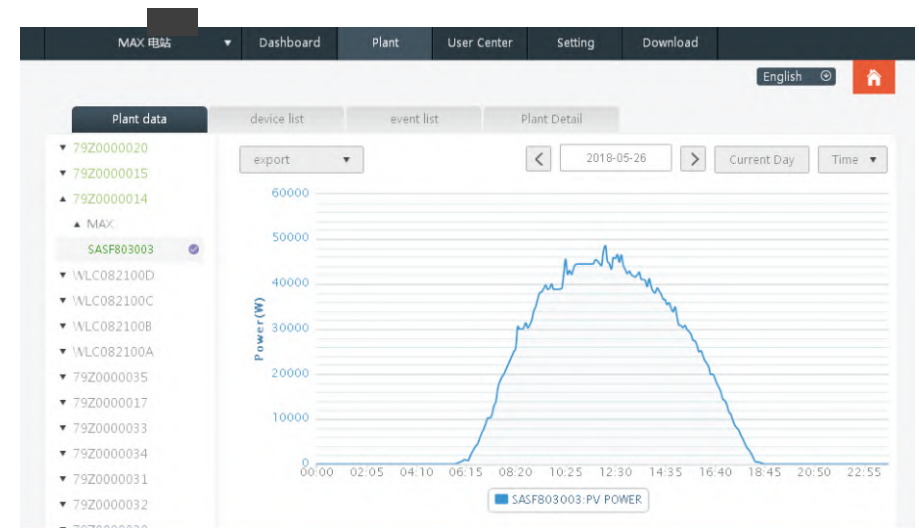 MAX 电站 ▼ Dashboard Plant User Center Setting Download
English
Plant data device list event list Plant Detail
▼ 79Z0000020
▼ 79Z0000015
▲ 79Z0000014
▲ MAX
SASF803003
▼ WLC082100D
▼ WLC082100C
▼ WLC082100B
▼ WLC082100A
▼ 79Z0000035
▼ 79Z0000017
▼ 79Z0000033
▼ 79Z0000034
▼ 79Z0000031
▼ 79Z0000032
export ▼ < 2018-05-26 > Current Day Time ▼
Power(W)
60000
50000
40000
30000
20000
10000
0
00:00 02:05 04:10 06:15 08:20 10:25 12:30 14:35 16:40 18:45 20:50 22:55
SASF803003:PV POWER